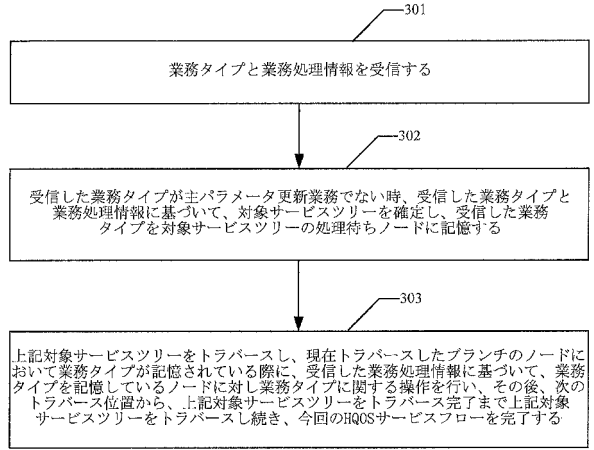 301
業務タイプと業務処理情報を受信する
302
受信した業務タイプが主パラメータ更新業務でない時、受信した業務タイプと
業務処理情報に基づいて、対象サービスツリーを確定し、受信した業務
タイプを対象サービスツリーの処理待ちノードに記憶する
303
上記対象サービスツリーをトラバースし、現在トラバースしたブランチのノードに
おいて業務タイプが記憶されている際に、受信した業務処理情報に基づいて、業務
タイプを記憶しているノードに対し業務タイプに関する操作を行い、その後、次の
トラバース位置から、上記対象サービスツリーをトラバース完了まで上記対象
サービスツリーをトラバースし続き、今回のHQOSサービスフローを完了する